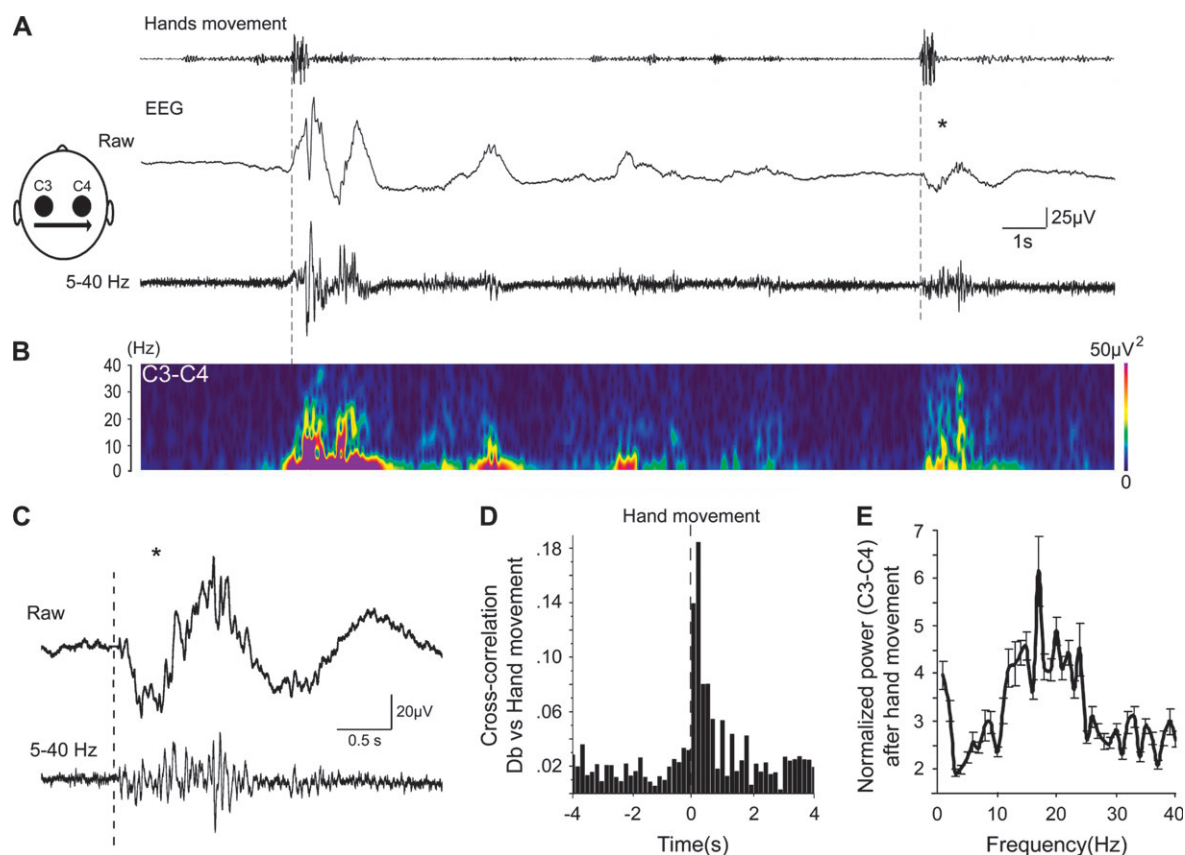 A
Hands movement
EEG
Raw
*
C3 C4
25μV
1s
5-40 Hz
B
(Hz)
50μV2
40
C3-C4
30
20
10
0
0
C
*
Raw
20μV
0.5 s
5-40 Hz
D
Hand movement
Cross-correlation
Db vs Hand movement
.18
.14
.10
.06
.02
-4 -2 0 2 4
Time(s)
E
Normalized power (C3-C4)
after hand movement
7
6
5
4
3
2
0 10 20 30 40
Frequency(Hz)